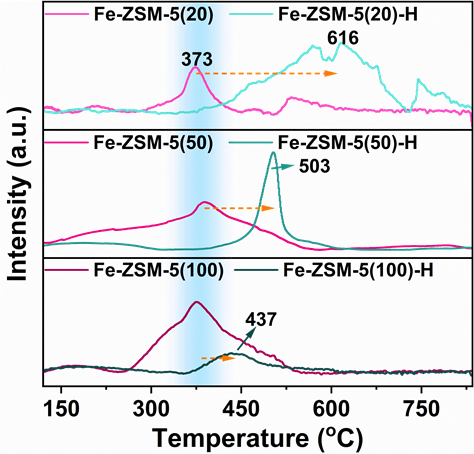 Fe-ZSM-5(20) Fe-ZSM-5(20)-H
616
373
Fe-ZSM-5(50) Fe-ZSM-5(50)-H
503
Fe-ZSM-5(100) Fe-ZSM-5(100)-H
437
Intensity (a.u.)
150 300 450 600 750
Temperature (°C)